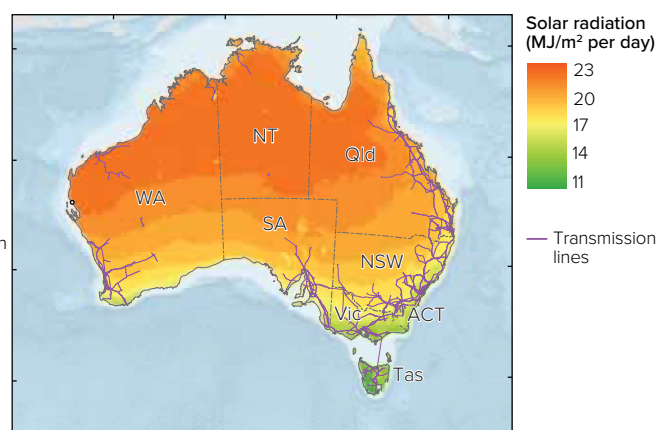 Solar radiation
(MJ/m² per day)
23
20
17
14
11
Transmission
lines
NT
Qld
WA
SA
NSW
Vic
ACT
Tas
n